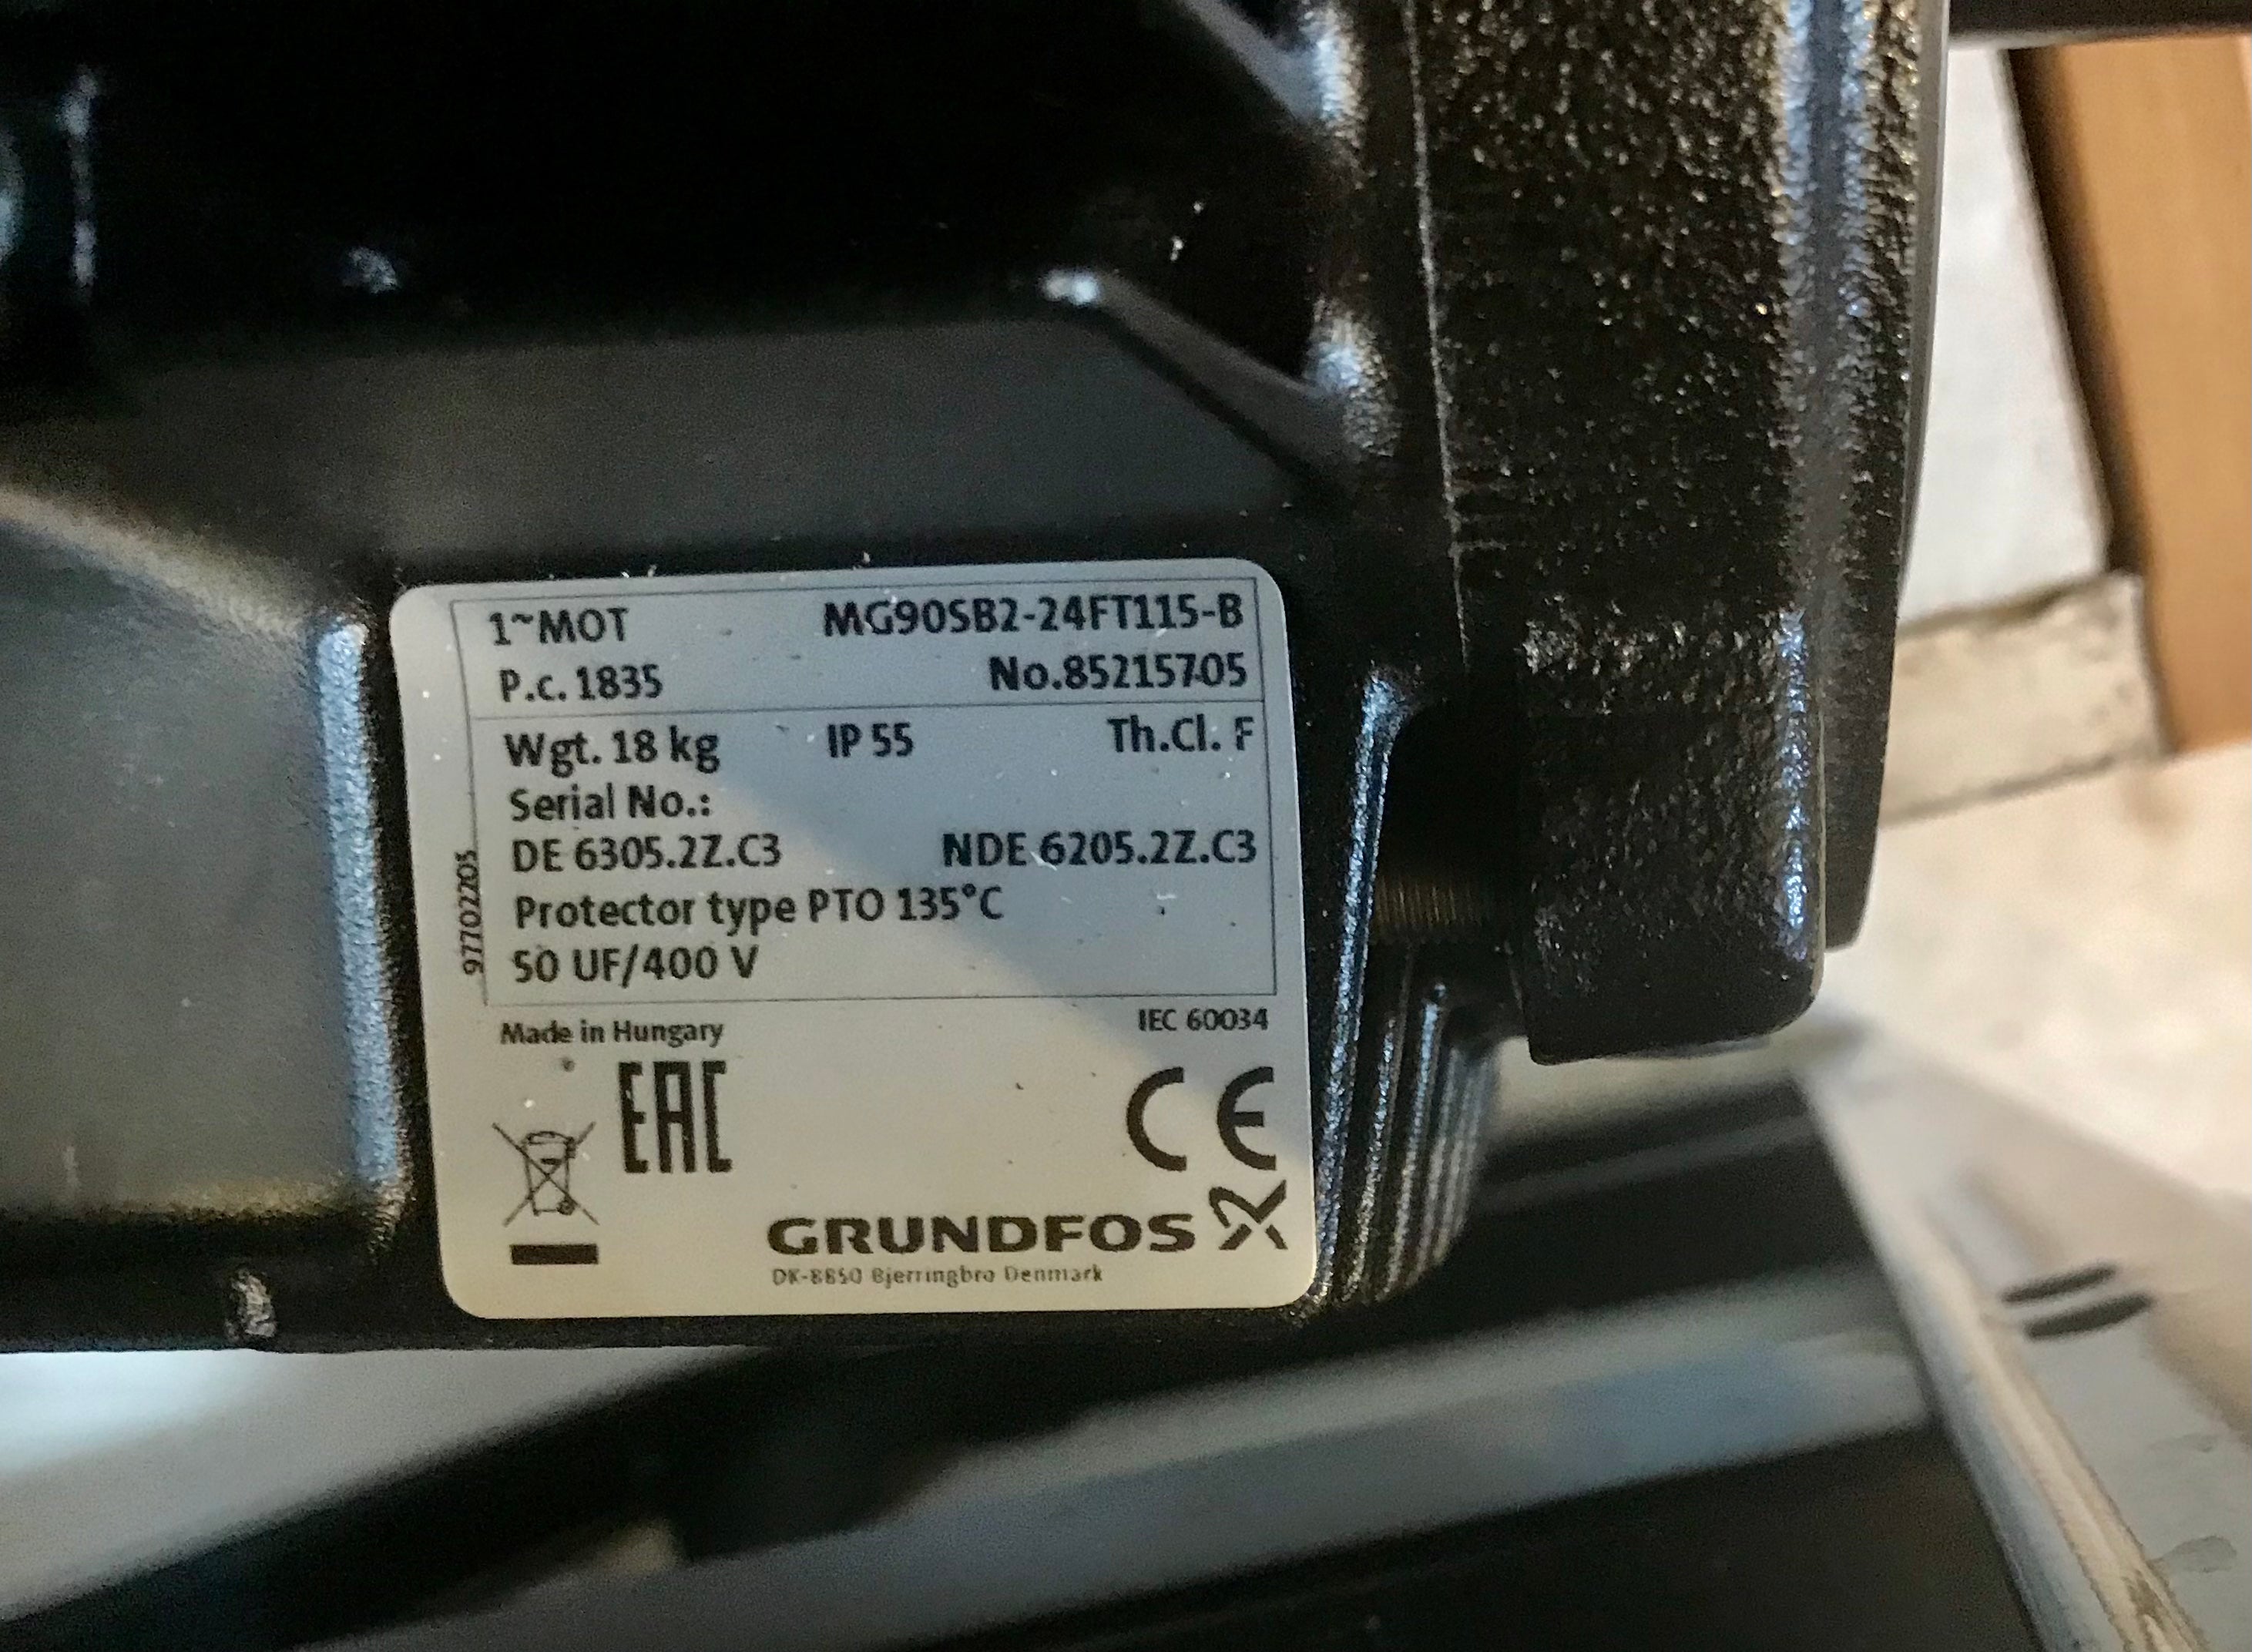 1~MOT MG90SB2-24FT115-B
P.c. 1835 No.85215705
Wgt. 18 kg IP 55 Th.Cl. F
Serial No.:
DE 6305.2Z.C3 NDE 6205.2Z.C3
Protector type PTO 135°C
50 UF/400 V
97702203
Made in Hungary IEC 60034
EAC CE
GRUNDFOS
DK-8850 Bjerringbro Denmark